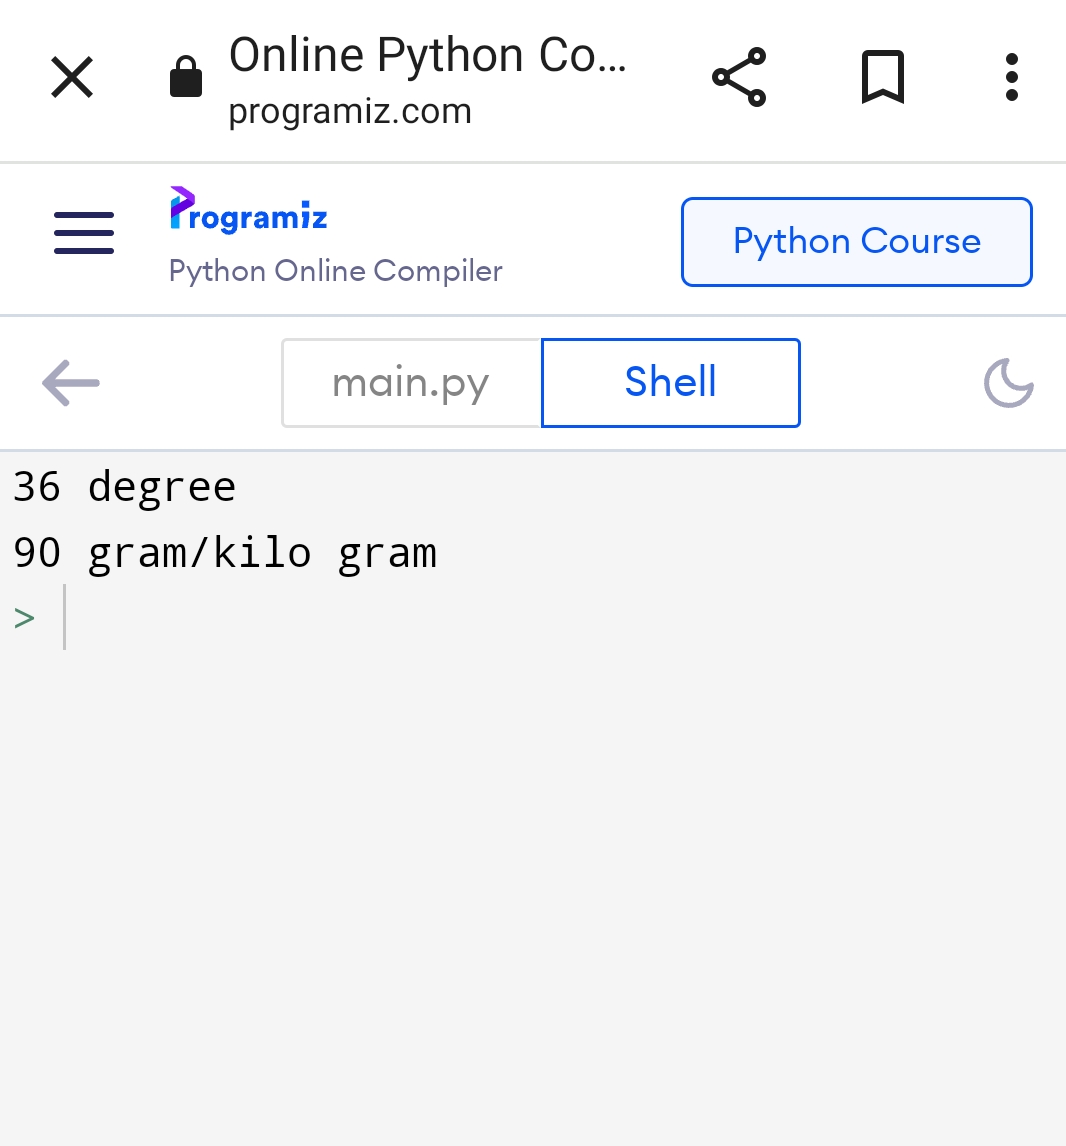 Online Python Co...
programiz.com
Programiz
Python Online Compiler
Python Course
main.py
Shell
36 degree
90 gram/kilo gram
>